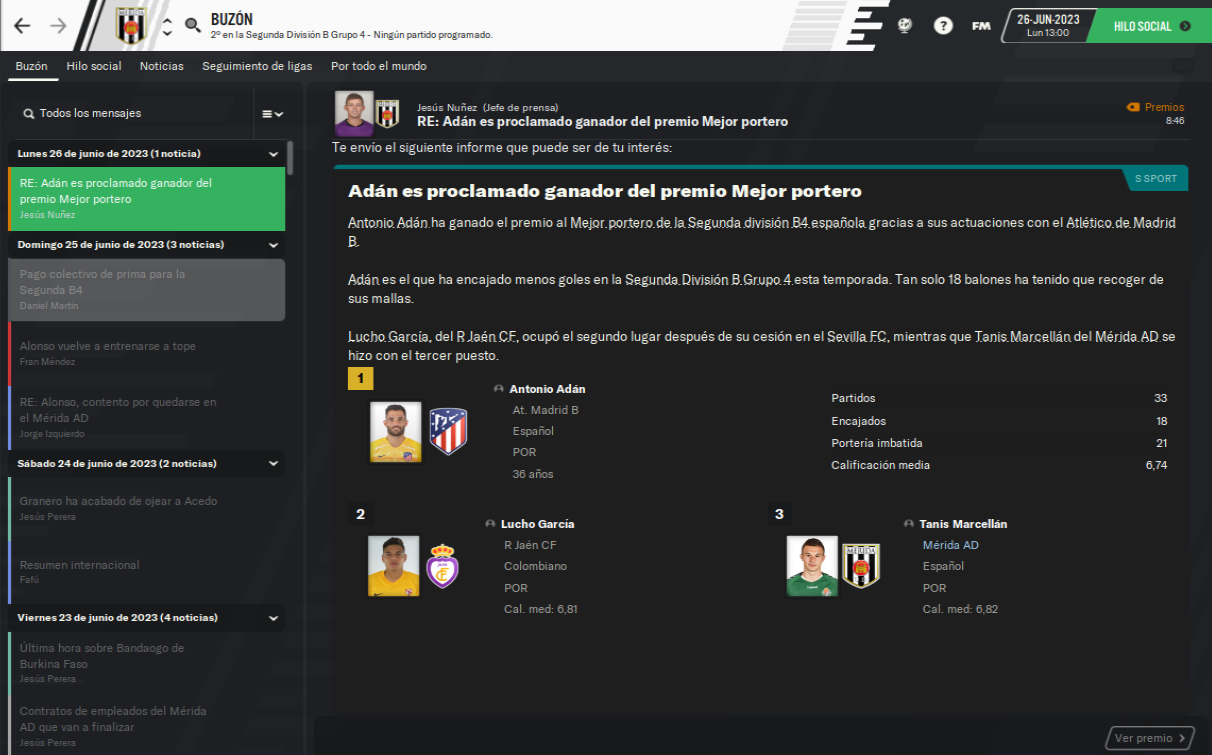 BUZÓN
2º en la Segunda División B Grupo 4 - Ningún partido programado.
?
FM
26-JUN-2023
Lun 13:00
HILO SOCIAL
Buzón
Hilo social
Noticias
Seguimiento de ligas
Por todo el mundo
Todos los mensajes
Lunes 26 de junio de 2023 (1 noticia)
RE: Adán es proclamado ganador del
premio Mejor portero
Jesús Nuñez
Domingo 25 de junio de 2023 (3 noticias)
Pago colectivo de prima para la
Segunda B4
Daniel Martín
Alonso vuelve a entrenarse a tope
Fran Méndez
RE: Alonso, contento por quedarse en
el Mérida AD
Jorge Izquierdo
Sábado 24 de junio de 2023 (2 noticias)
Granero ha acabado de ojear a Acedo
Jesús Perera
Resumen internacional
Fafú
Viernes 23 de junio de 2023 (4 noticias)
Última hora sobre Bandaogo de
Burkina Faso
Jesús Perera
Contratos de empleados del Mérida
AD que van a finalizar
Jesús Perera
Jesús Nuñez (Jefe de prensa)
RE: Adán es proclamado ganador del premio Mejor portero
Premios
8:46
Te envío el siguiente informe que puede ser de tu interés:
S SPORT
Adán es proclamado ganador del premio Mejor portero
Antonio Adán ha ganado el premio al Mejor portero de la Segunda división B4 española gracias a sus actuaciones con el Atlético de Madrid
B.
Adán es el que ha encajado menos goles en la Segunda División B Grupo 4 esta temporada. Tan solo 18 balones ha tenido que recoger de
sus mallas.
Lucho García, del R Jaén CF, ocupó el segundo lugar después de su cesión en el Sevilla FC, mientras que Tanis Marcellán del Mérida AD se
hizo con el tercer puesto.
1
Antonio Adán
At. Madrid B
Español
POR
36 años
Partidos 33
Encajados 18
Portería imbatida 21
Calificación media 6,74
2
Lucho García
R Jaén CF
Colombiano
POR
Cal. med: 6,81
3
Tanis Marcellán
Mérida AD
Español
POR
Cal. med: 6,82
Ver premio